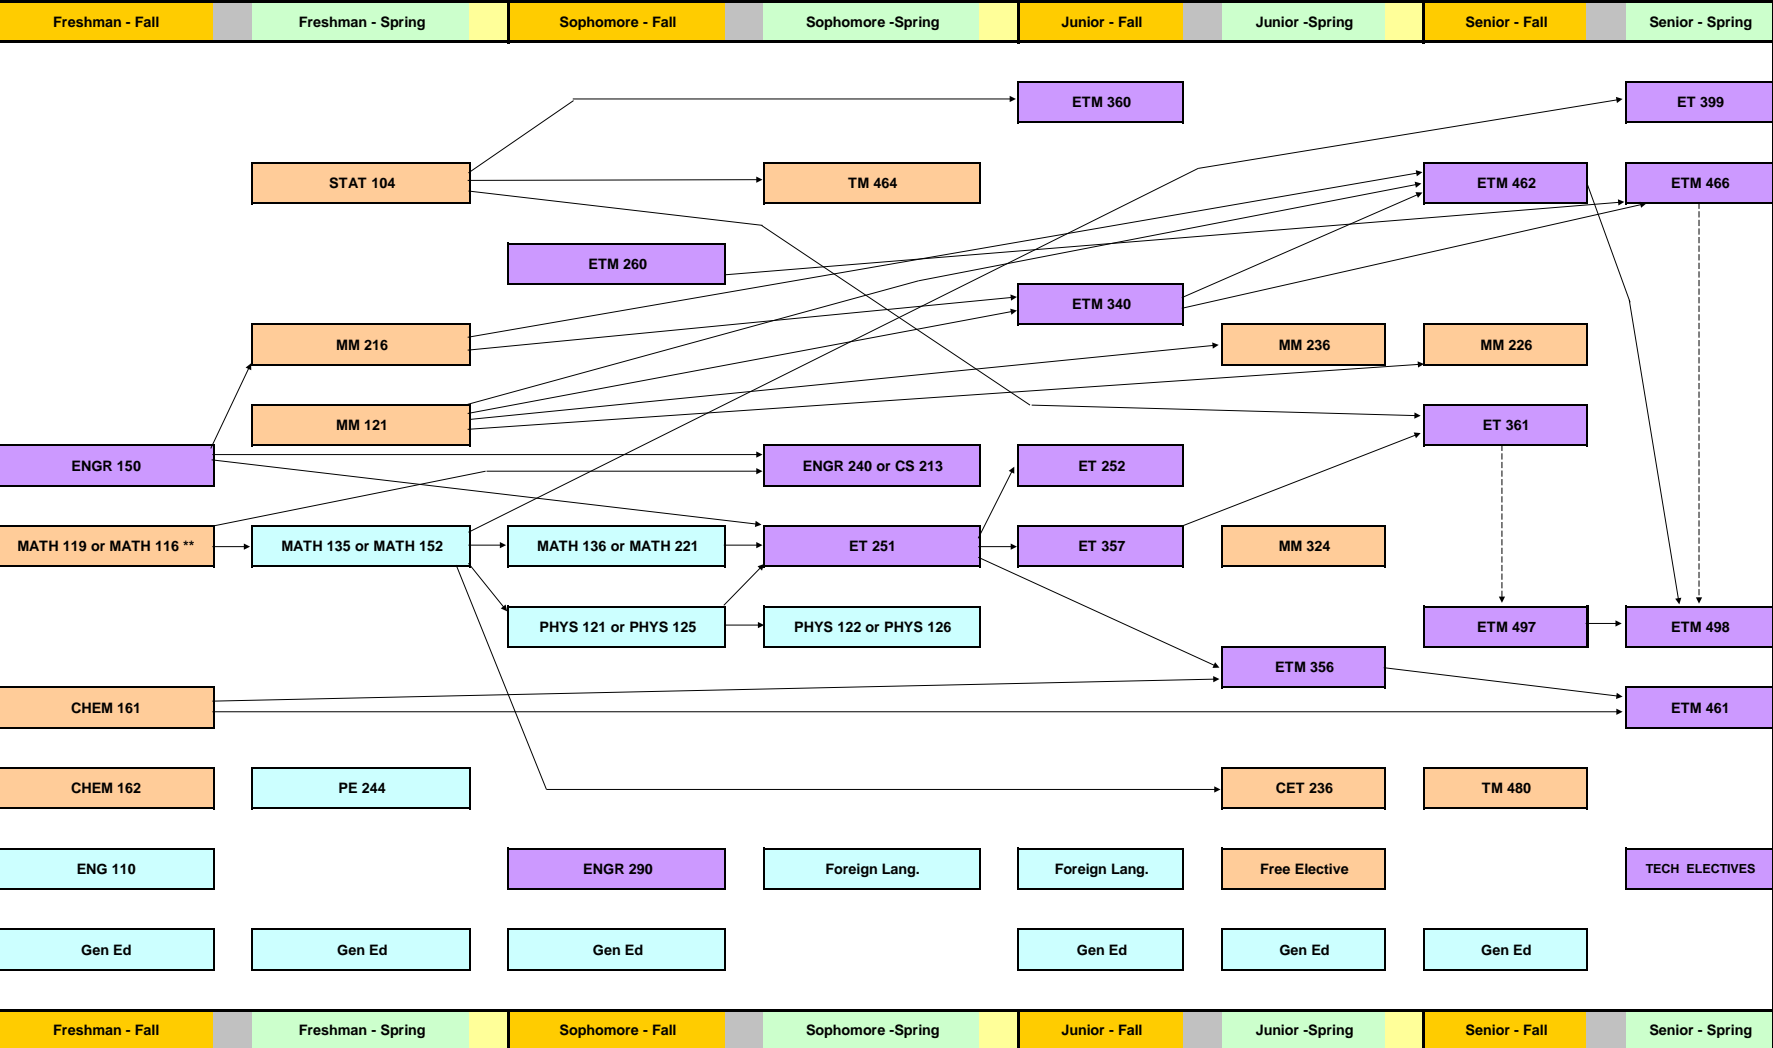 Freshman - Fall
Freshman - Spring
Sophomore - Fall
Sophomore -Spring
Junior - Fall
Junior -Spring
Senior - Fall
Senior - Spring
ETM 360
ET 399
STAT 104
TM 464
ETM 462
ETM 466
ETM 260
ETM 340
MM 216
MM 236
MM 226
MM 121
ET 361
ENGR 150
ENGR 240 or CS 213
ET 252
MATH 119 or MATH 116 **
MATH 135 or MATH 152
MATH 136 or MATH 221
ET 251
ET 357
MM 324
PHYS 121 or PHYS 125
PHYS 122 or PHYS 126
ETM 497
ETM 498
ETM 356
CHEM 161
ETM 461
CHEM 162
PE 244
CET 236
TM 480
ENG 110
ENGR 290
Foreign Lang.
Foreign Lang.
Free Elective
TECH ELECTIVES
Gen Ed
Gen Ed
Gen Ed
Gen Ed
Gen Ed
Gen Ed
Freshman - Fall
Freshman - Spring
Sophomore - Fall
Sophomore -Spring
Junior - Fall
Junior -Spring
Senior - Fall
Senior - Spring